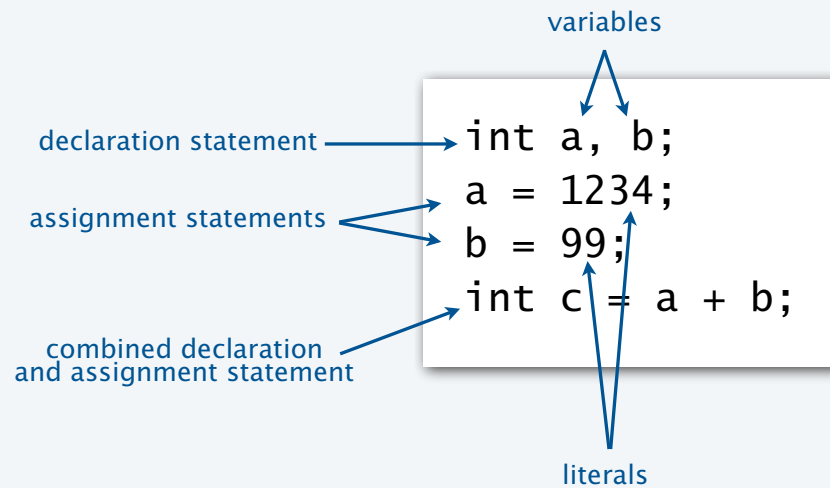 variables
declaration statement
int a, b;
assignment statements
a = 1234;
b = 99;
int c = a + b;
combined declaration
and assignment statement
literals